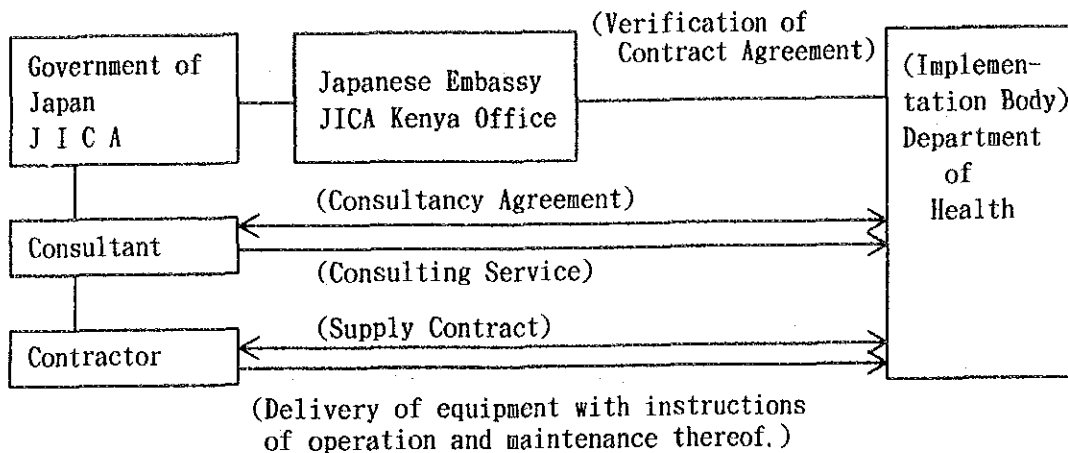 (Verification of
Contract Agreement)
Government of
Japan
J I C A
Japanese Embassy
JICA Kenya Office
(Implemen-
tation Body)
Department
of
Health
(Consultancy Agreement)
Consultant
(Consulting Service)
(Supply Contract)
Contractor
(Delivery of equipment with instructions
of operation and maintenance thereof.)